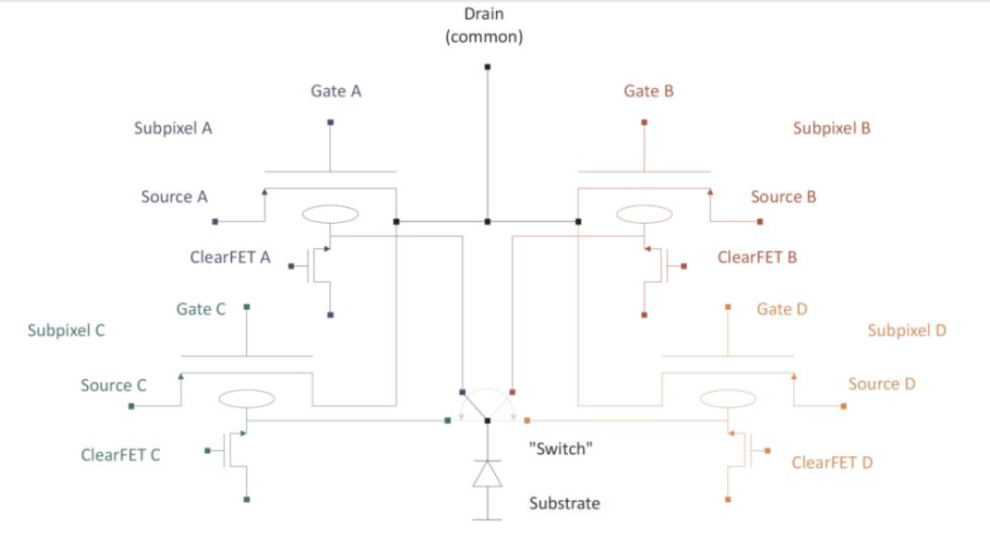 Drain
(common)
Gate A
Gate B
Subpixel A
Subpixel B
Source A
Source B
ClearFET A
ClearFET B
Gate C
Gate D
Subpixel C
Subpixel D
Source C
Source D
"Switch"
ClearFET C
ClearFET D
Substrate